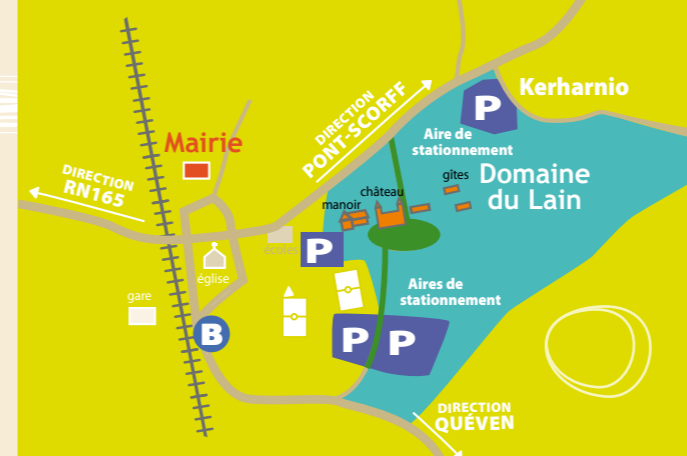 Kerharnio
P
DIRECTION
PONT-SCORFF
Aire de
stationnement
Mairie
DIRECTION
RN165
gîtes
Domaine
du Lain
château
manoir
écoles
P
église
gare
Aires de
stationnement
B
P P
DIRECTION
QUÉVEN